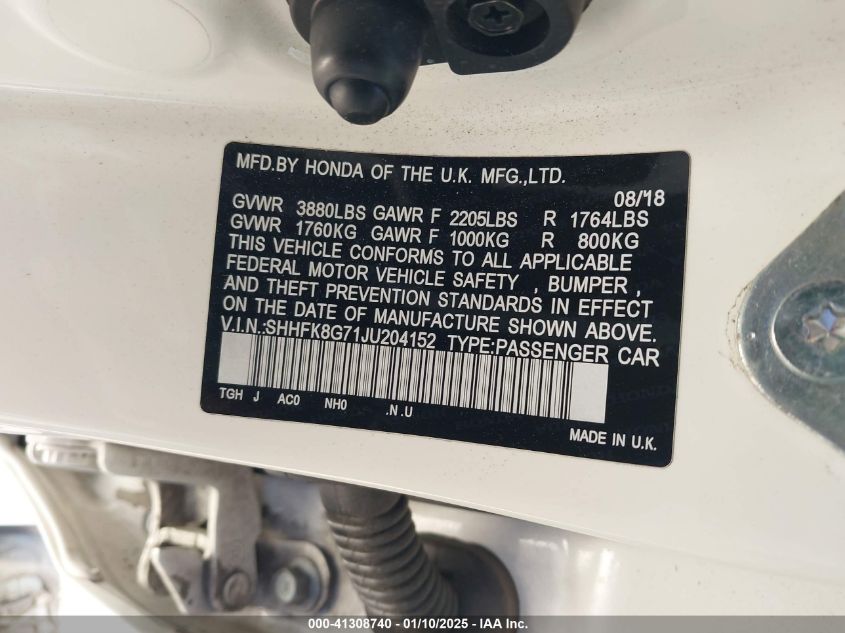 MFD.BY HONDA OF THE U.K. MFG.,LTD.
08/18
GVWR 3880LBS GAWR F 2205LBS R 1764LBS
GVWR 1760KG GAWR F 1000KG R 800KG
THIS VEHICLE CONFORMS TO ALL APPLICABLE
FEDERAL MOTOR VEHICLE SAFETY , BUMPER ,
AND THEFT PREVENTION STANDARDS IN EFFECT
ON THE DATE OF MANUFACTURE SHOWN ABOVE.
V.I.N.:SHHFK8G71JU204152 TYPE:PASSENGER CAR
TGH J AC0 NH0 .N.U
MADE IN U.K.
000-41308740 — 01/10/2025 - IAA Inc.